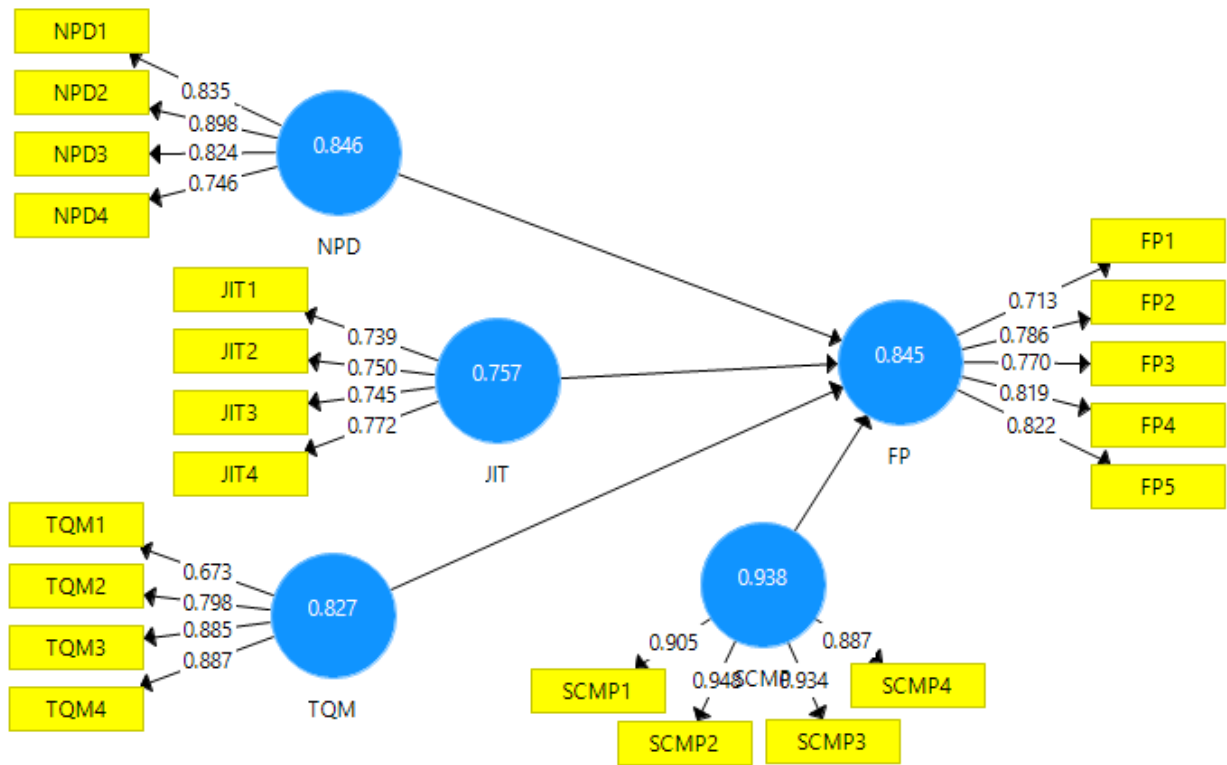 NPD1
NPD2
NPD3
NPD4
0.835
0.898
0.824
0.746
0.846
NPD
JIT1
JIT2
JIT3
JIT4
0.739
0.750
0.745
0.772
0.757
JIT
TQM1
TQM2
TQM3
TQM4
0.673
0.798
0.885
0.887
0.827
TQM
0.938
SCMP
0.905
0.948
0.934
0.887
SCMP1
SCMP2
SCMP3
SCMP4
0.845
FP
0.713
0.786
0.770
0.819
0.822
FP1
FP2
FP3
FP4
FP5